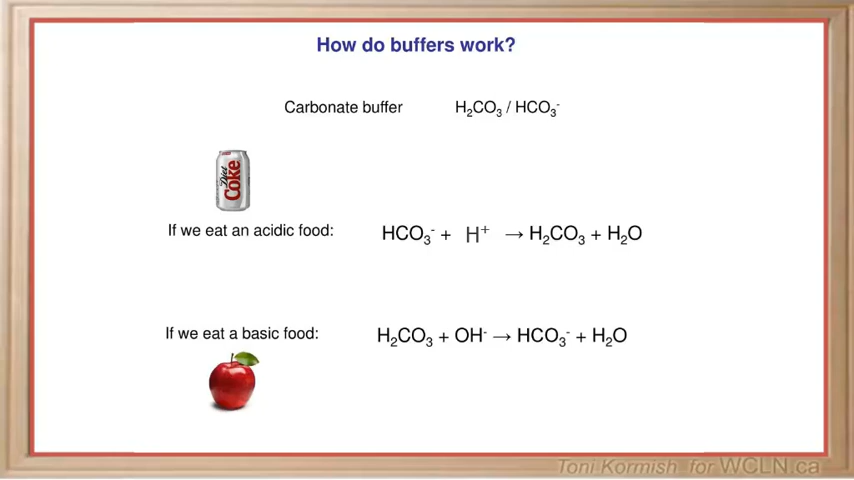 How do buffers work?
Carbonate buffer H₂CO₃ / HCO₃⁻
Diet Coke
If we eat an acidic food: HCO₃⁻ + H⁺ → H₂CO₃ + H₂O
If we eat a basic food: H₂CO₃ + OH⁻ → HCO₃⁻ + H₂O
Toni Kormish for WCLN.ca